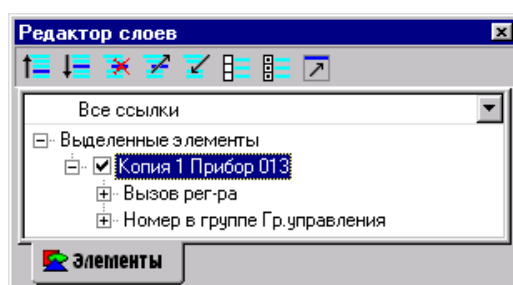 Редактор слоев
Все ссылки
Выделенные элементы
Копия 1 Прибор 013
Вызов рег-ра
Номер в группе Гр.управления
Элементы